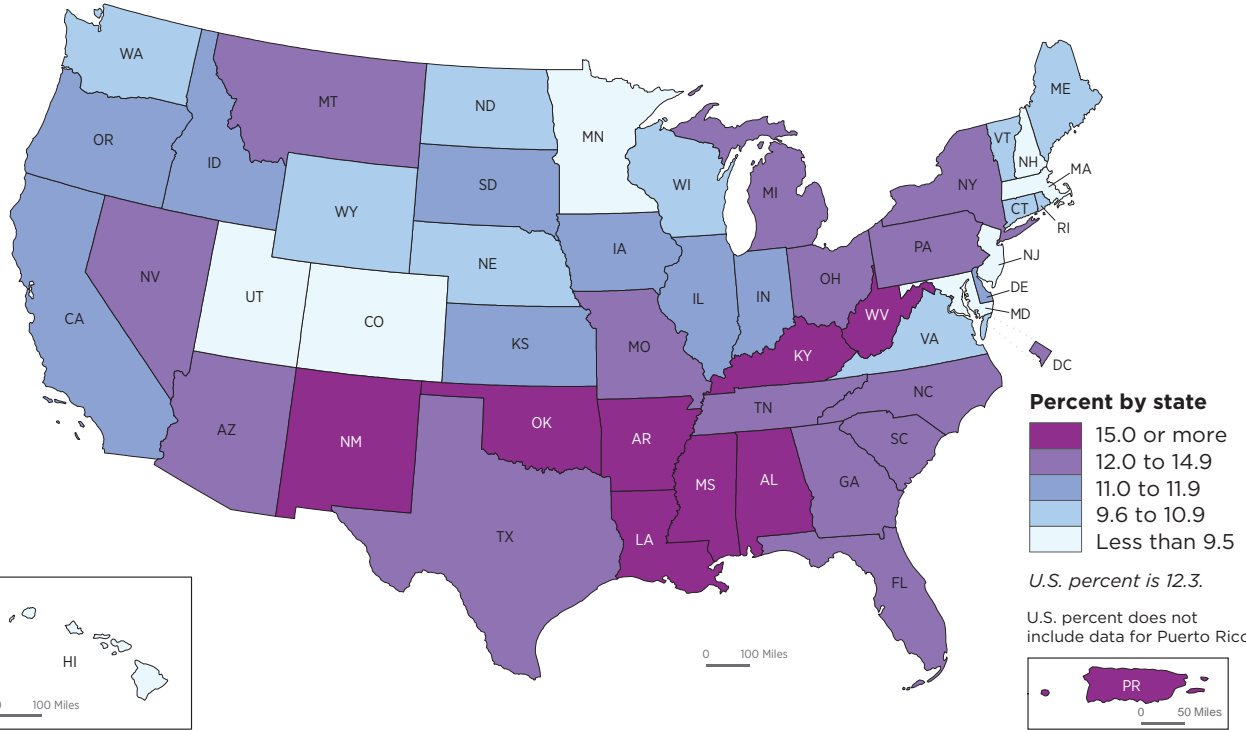 WA
MT
ND
MN
ME
OR
ID
SD
WI
MI
VT
NH
NY
MA
WY
CT
RI
NV
UT
CO
NE
IA
IL
IN
OH
PA
NJ
DE
MD
CA
KS
MO
KY
WV
VA
DC
AZ
NM
OK
AR
TN
NC
SC
MS
AL
GA
TX
LA
FL
Percent by state
15.0 or more
12.0 to 14.9
11.0 to 11.9
9.6 to 10.9
Less than 9.5
U.S. percent is 12.3.
U.S. percent does not
include data for Puerto Rico
HI
0 100 Miles
0 100 Miles
PR
0 50 Miles